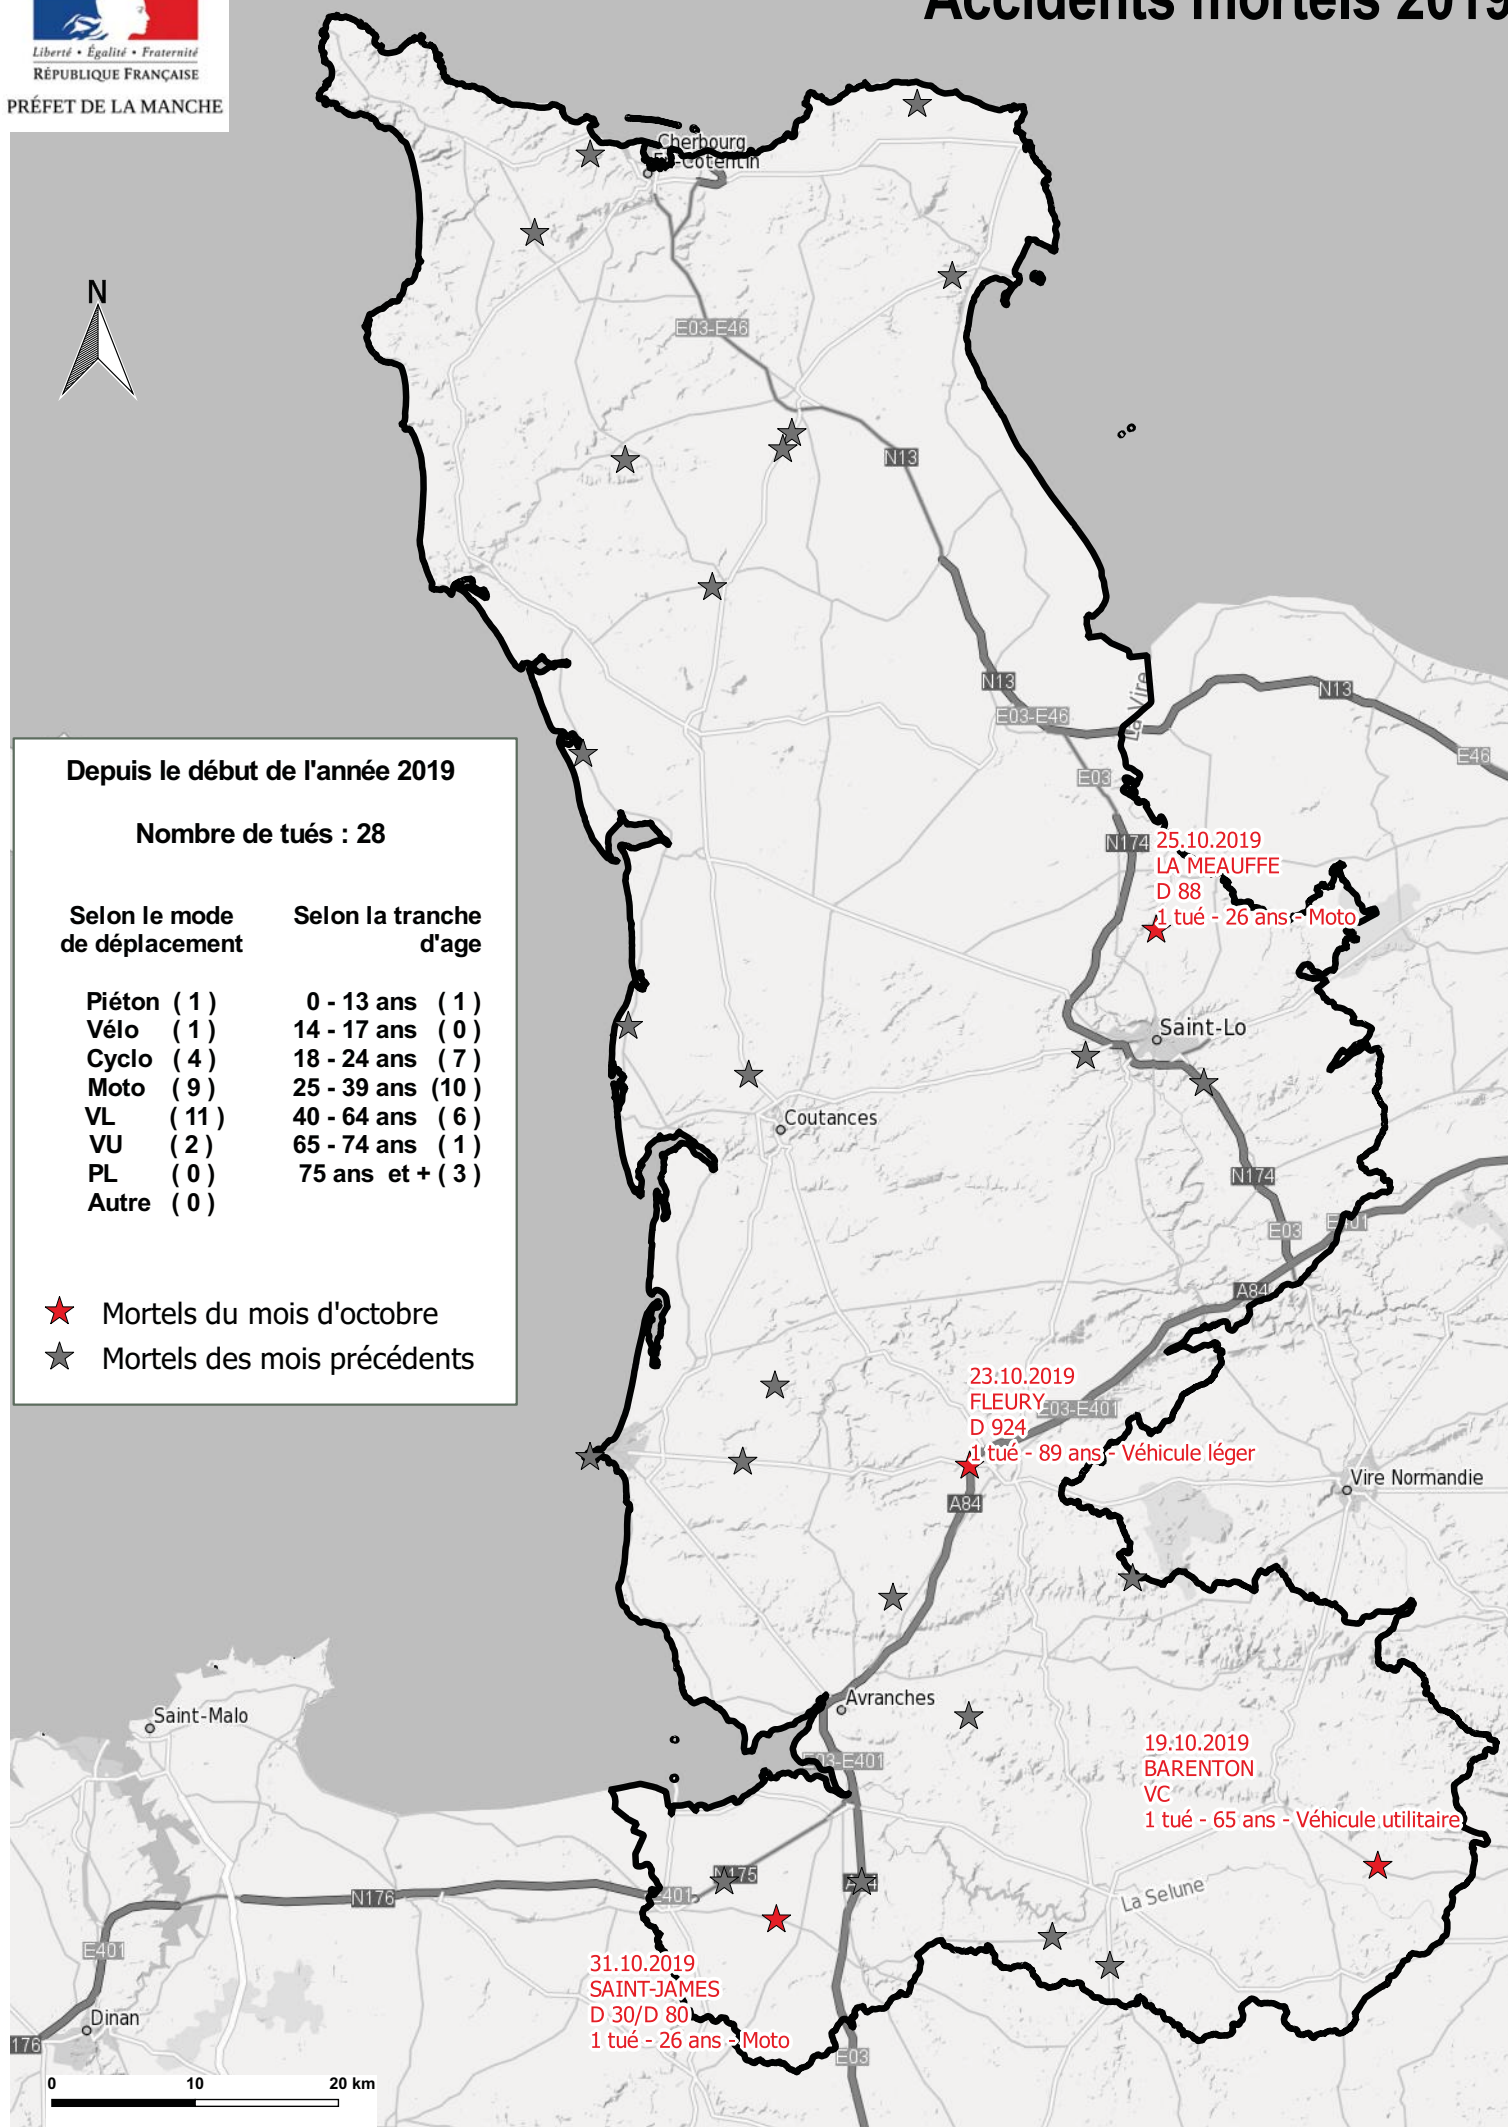 Accidents mortels 2019
Liberté • Égalité • Fraternité
RÉPUBLIQUE FRANÇAISE
PRÉFET DE LA MANCHE
N
Cherbourg
En-Cotentin
E03-E46
N13
N13
E03-E46
La Vire
N13
E46
E03
N174
25.10.2019
LA MEAUFFE
D 88
1 tué - 26 ans - Moto
Depuis le début de l'année 2019
Nombre de tués : 28
Selon le mode
de déplacement
Piéton ( 1 )
Vélo ( 1 )
Cyclo ( 4 )
Moto ( 9 )
VL ( 11 )
VU ( 2 )
PL ( 0 )
Autre ( 0 )
Selon la tranche
d'age
0 - 13 ans ( 1 )
14 - 17 ans ( 0 )
18 - 24 ans ( 7 )
25 - 39 ans (10 )
40 - 64 ans ( 6 )
65 - 74 ans ( 1 )
75 ans et + ( 3 )
Mortels du mois d'octobre
Mortels des mois précédents
Saint-Lo
Coutances
N174
E03
E401
A84
23.10.2019
FLEURY
D 924
1 tué - 89 ans - Véhicule léger
E03-E401
A84
Vire Normandie
Avranches
Saint-Malo
E03-E401
19.10.2019
BARENTON
VC
1 tué - 65 ans - Véhicule utilitaire
N175
A84
N176
E401
La Selune
E401
31.10.2019
SAINT-JAMES
D 30/D 80
1 tué - 26 ans - Moto
Dinan
176
E03
0 10 20 km